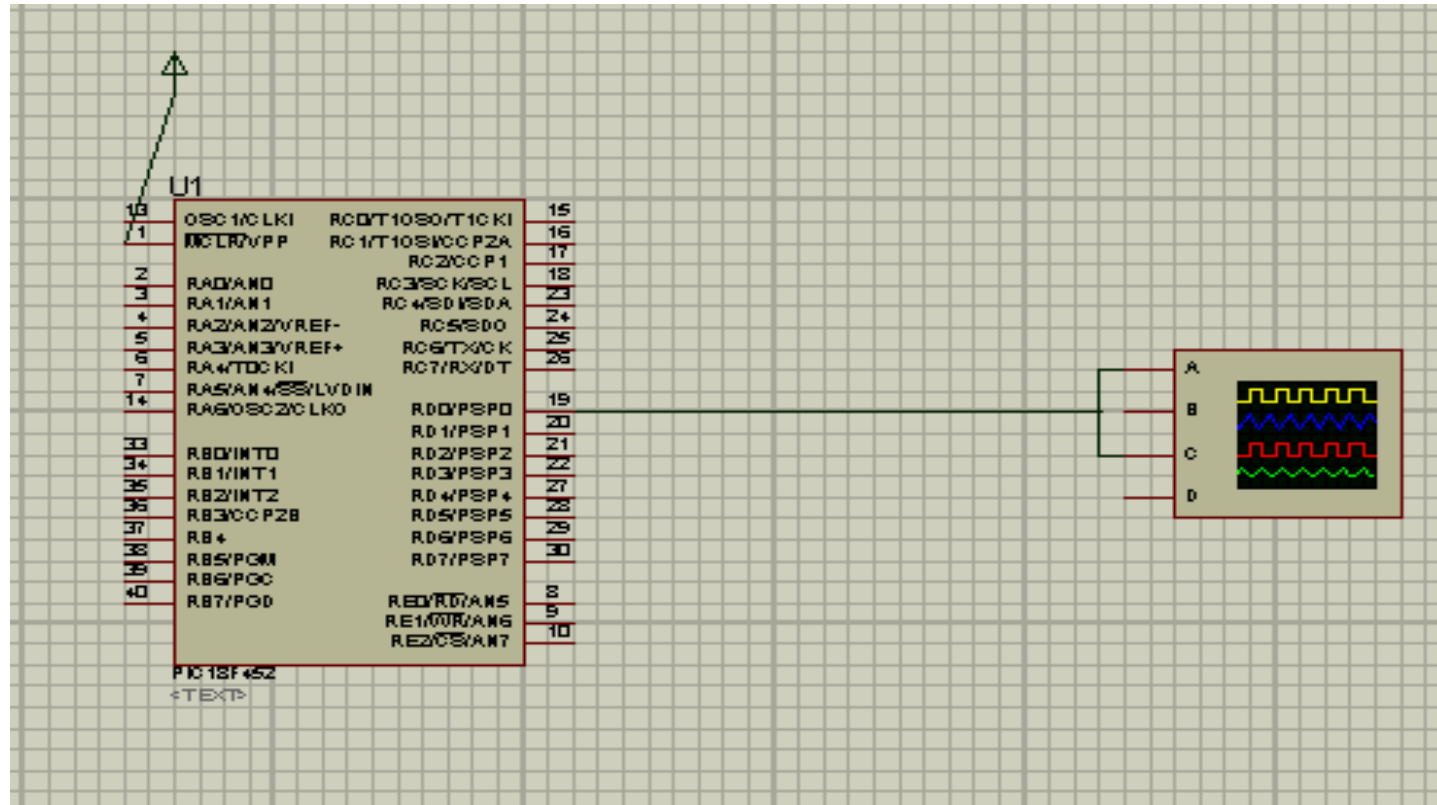 U1
13 OSC1/CLKI RC0/T1OSO/T1CKI 15
1 MCLR/VPP RC1/T1OSI/CCP2A 16
RC2/CCP1 17
2 RA0/AN0 RC3/SCK/SCL 18
3 RA1/AN1 RC4/SDI/SDA 23
4 RA2/AN2/VREF- RC5/SDO 24
5 RA3/AN3/VREF+ RC6/TX/CK 25
6 RA4/T0CKI RC7/RX/DT 26
7 RA5/AN4/SS/LVDIN
14 RA6/OSC2/CLKO RD0/PSP0 19
RD1/PSP1 20
33 RB0/INT0 RD2/PSP2 21
34 RB1/INT1 RD3/PSP3 22
35 RB2/INT2 RD4/PSP4 27
36 RB3/CCP2B RD5/PSP5 28
37 RB4 RD6/PSP6 29
38 RB5/PGM RD7/PSP7 30
39 RB6/PGC
40 RB7/PGD RE0/RD/AN5 8
RE1/WR/AN6 9
RE2/CS/AN7 10
PIC18F452
<TEXT>
A
B
C
D